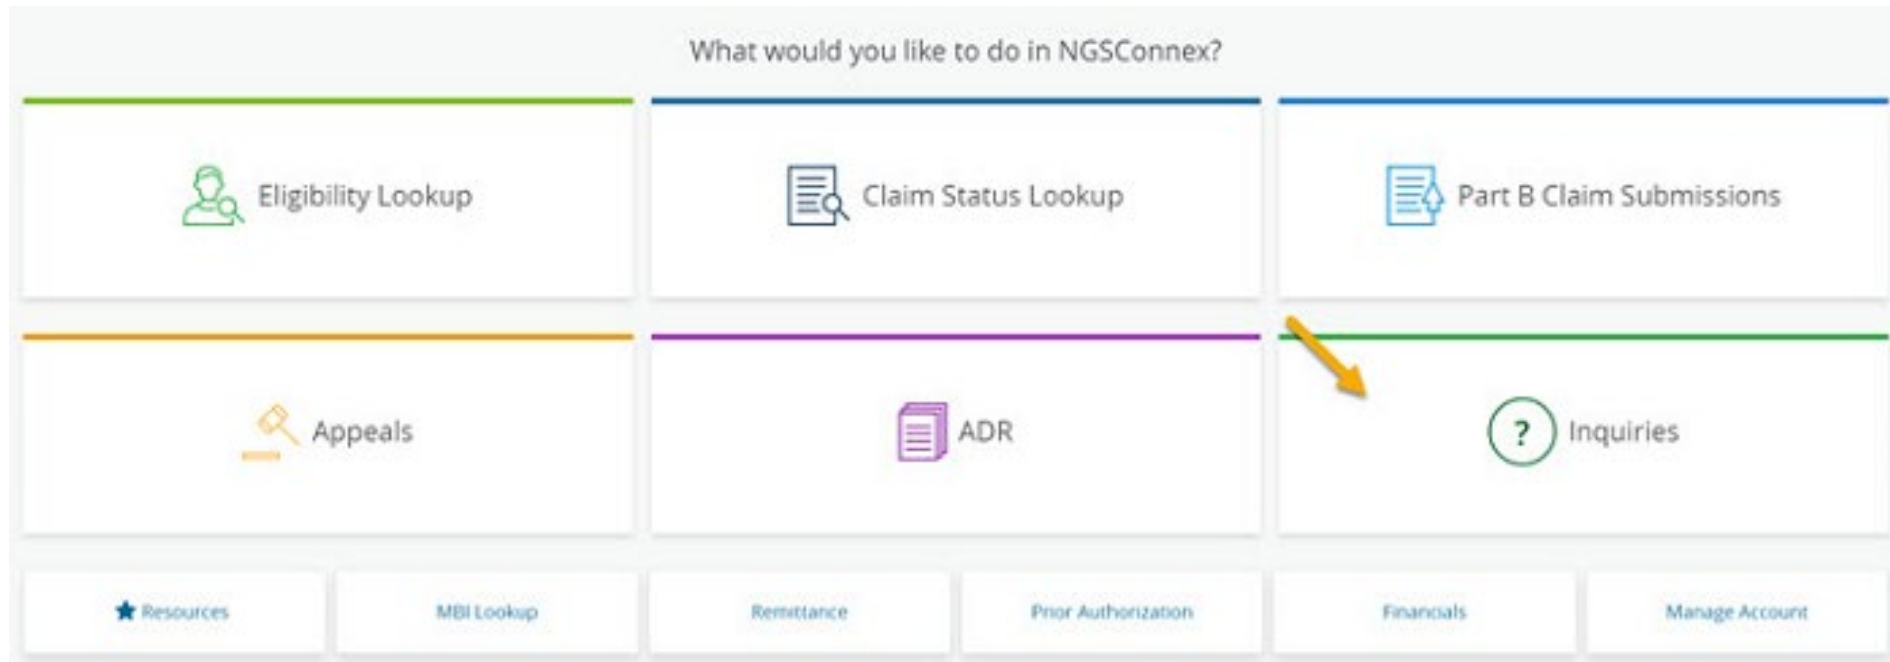 What would you like to do in NGSConnex?
Eligibility Lookup
Claim Status Lookup
Part B Claim Submissions
Appeals
ADR
? Inquiries
Resources
MBI Lookup
Remittance
Prior Authorization
Financials
Manage Account